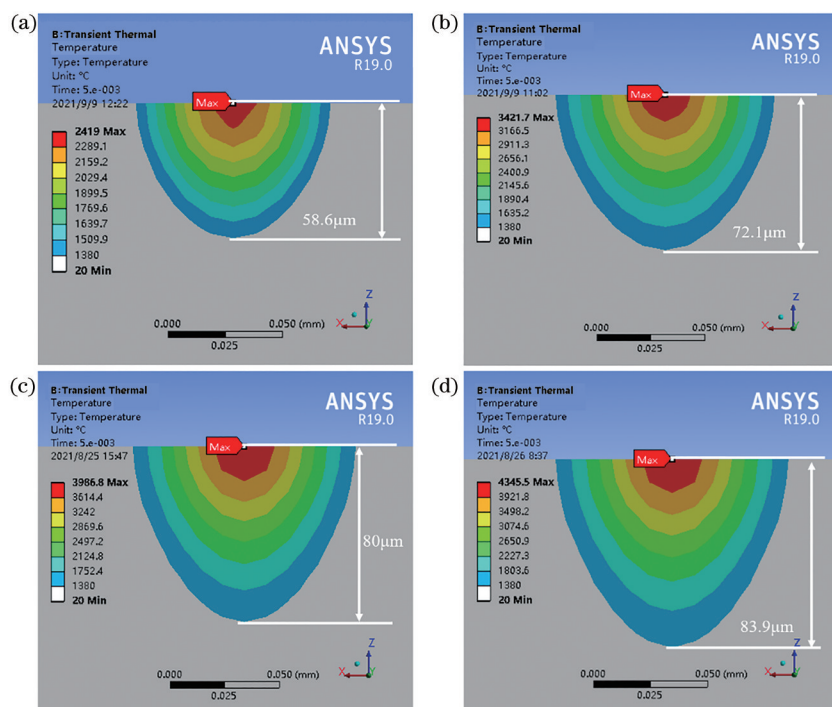 (a)
B:Transient Thermal
Temperature
Type: Temperature
Unit: °C
Time: 5.e-003
2021/9/9 12:22
ANSYS
R19.0
Max
2419 Max
2289.1
2159.2
2029.4
1899.5
1769.6
1639.7
1509.9
1380
20 Min
58.6μm
0.000
0.050 (mm)
0.025
Z
X
Y
(b)
B:Transient Thermal
Temperature
Type: Temperature
Unit: °C
Time: 5.e-003
2021/9/9 11:02
ANSYS
R19.0
Max
3421.7 Max
3166.5
2911.3
2656.1
2400.9
2145.6
1890.4
1635.2
1380
20 Min
72.1μm
0.000
0.050 (mm)
0.025
Z
X
Y
(c)
B:Transient Thermal
Temperature
Type: Temperature
Unit: °C
Time: 5.e-003
2021/8/25 15:47
ANSYS
R19.0
Max
3986.8 Max
3614.4
3242
2869.6
2497.2
2124.8
1752.4
1380
20 Min
80μm
0.000
0.050 (mm)
0.025
Z
X
Y
(d)
B:Transient Thermal
Temperature
Type: Temperature
Unit: °C
Time: 5.e-003
2021/8/26 8:37
ANSYS
R19.0
Max
4345.5 Max
3921.8
3498.2
3074.6
2650.9
2227.3
1803.6
1380
20 Min
83.9μm
0.000
0.050 (mm)
0.025
Z
X
Y